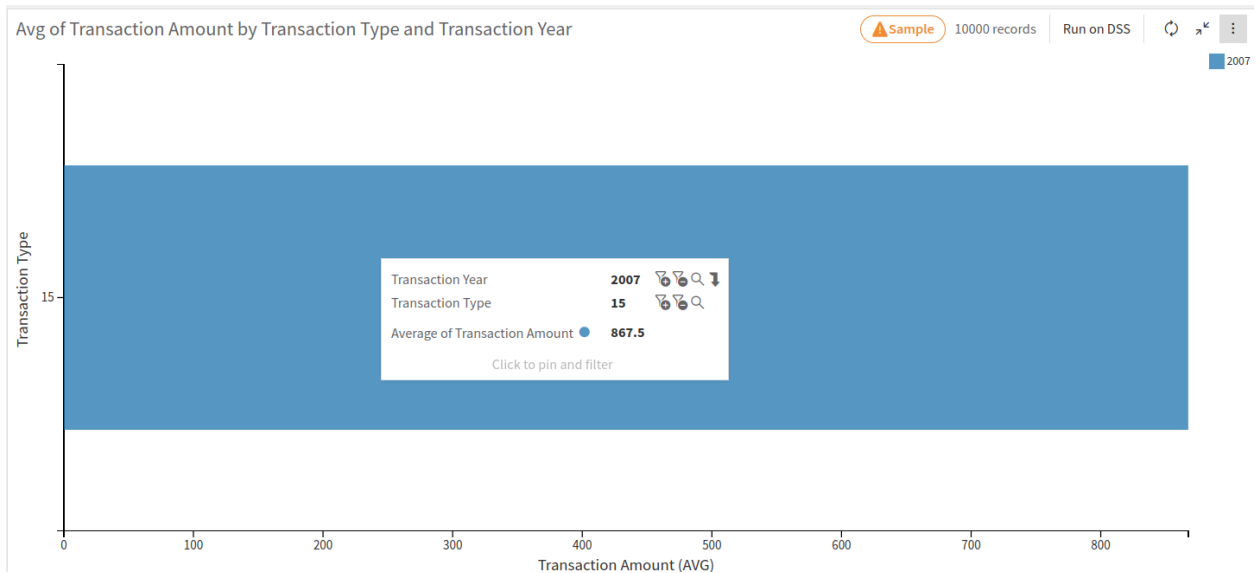 Avg of Transaction Amount by Transaction Type and Transaction Year
Sample 10000 records Run on DSS
2007
Transaction Type
15
Transaction Year 2007
Transaction Type 15
Average of Transaction Amount 867.5
Click to pin and filter
0 100 200 300 400 500 600 700 800
Transaction Amount (AVG)